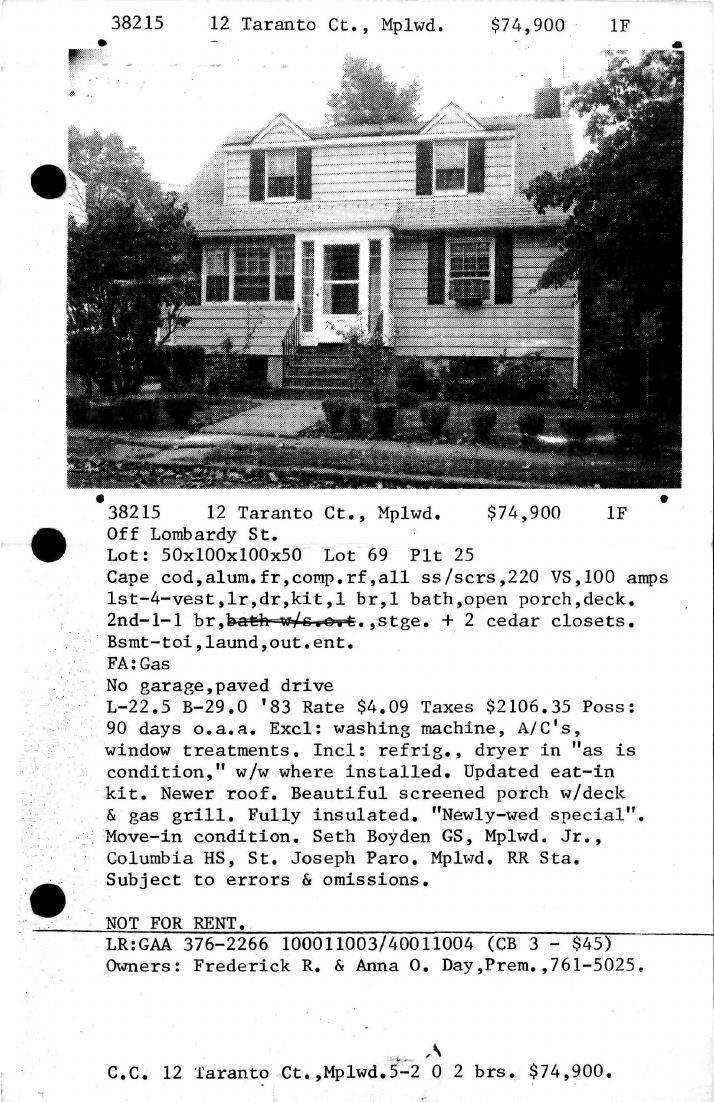 38215 12 Taranto Ct., Mplwd. $74,900 1F
38215 12 Taranto Ct., Mplwd. $74,900 1F
Off Lombardy St.
Lot: 50x100x100x50 Lot 69 Plt 25
Cape cod,alum.fr,comp.rf,all ss/scrs,220 VS,100 amps
1st-4-vest,lr,dr,kit,1 br,1 bath,open porch,deck.
2nd-1-1 br,bath w/s.o.t.,stge. + 2 cedar closets.
Bsmt-toi,laund,out.ent.
FA:Gas
No garage,paved drive
L-22.5 B-29.0 '83 Rate $4.09 Taxes $2106.35 Poss:
90 days o.a.a. Excl: washing machine, A/C's,
window treatments. Incl: refrig., dryer in "as is
condition," w/w where installed. Updated eat-in
kit. Newer roof. Beautiful screened porch w/deck
& gas grill. Fully insulated. "Newly-wed special".
Move-in condition. Seth Boyden GS, Mplwd. Jr.,
Columbia HS, St. Joseph Paro. Mplwd. RR Sta.
Subject to errors & omissions.
NOT FOR RENT.
LR:GAA 376-2266 100011003/40011004 (CB 3 - $45)
Owners: Frederick R. & Anna O. Day,Prem.,761-5025.
C.C. 12 Taranto Ct.,Mplwd.5-2 0 2 brs. $74,900.